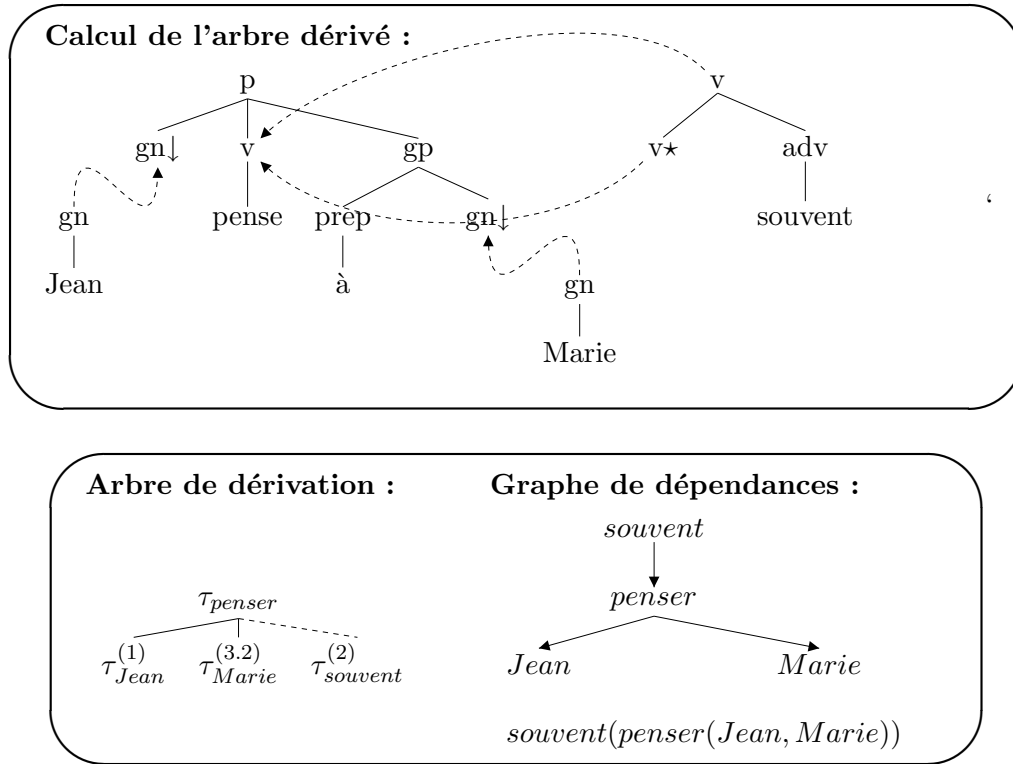 Calcul de l'arbre dérivé :
p v
gn↓ v gp v⋆ adv
gn pense prep gn↓ souvent ‘
Jean à gn
Marie
Arbre de dérivation : Graphe de dépendances :
souvent
τpenser penser
τ(1)Jean τ(3.2)Marie τ(2)souvent Jean Marie
souvent(penser(Jean, Marie))